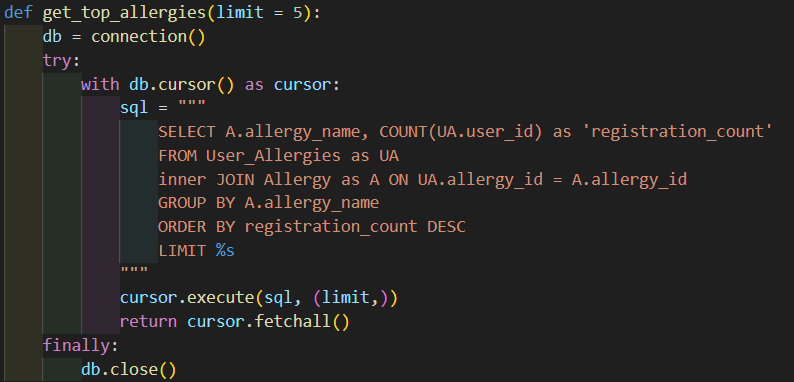 def get_top_allergies(limit = 5):
    db = connection()
    try:
        with db.cursor() as cursor:
            sql = """
                SELECT A.allergy_name, COUNT(UA.user_id) as 'registration_count'
                FROM User_Allergies as UA
                inner JOIN Allergy as A ON UA.allergy_id = A.allergy_id
                GROUP BY A.allergy_name
                ORDER BY registration_count DESC
                LIMIT %s
            """
            cursor.execute(sql, (limit,))
            return cursor.fetchall()
    finally:
        db.close()